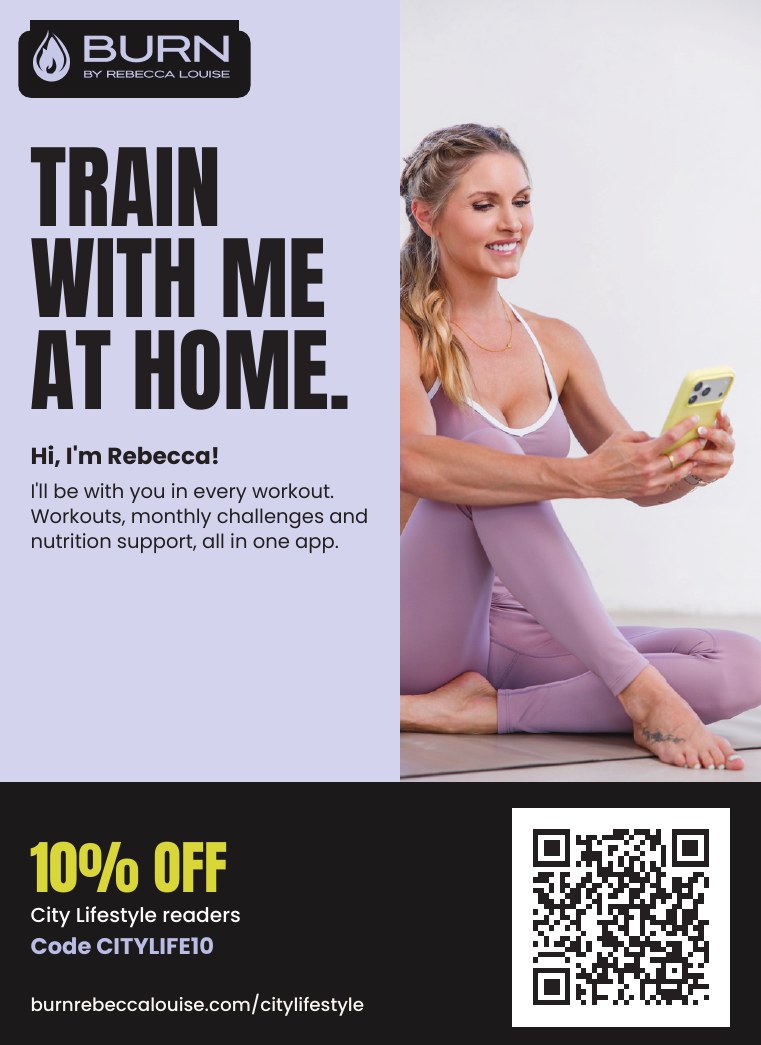 BURN
BY REBECCA LOUISE
TRAIN
WITH ME
AT HOME.
Hi, I'm Rebecca!
I'll be with you in every workout.
Workouts, monthly challenges and
nutrition support, all in one app.
10% OFF
City Lifestyle readers
Code CITYLIFE10
burnrebeccalouise.com/citylifestyle